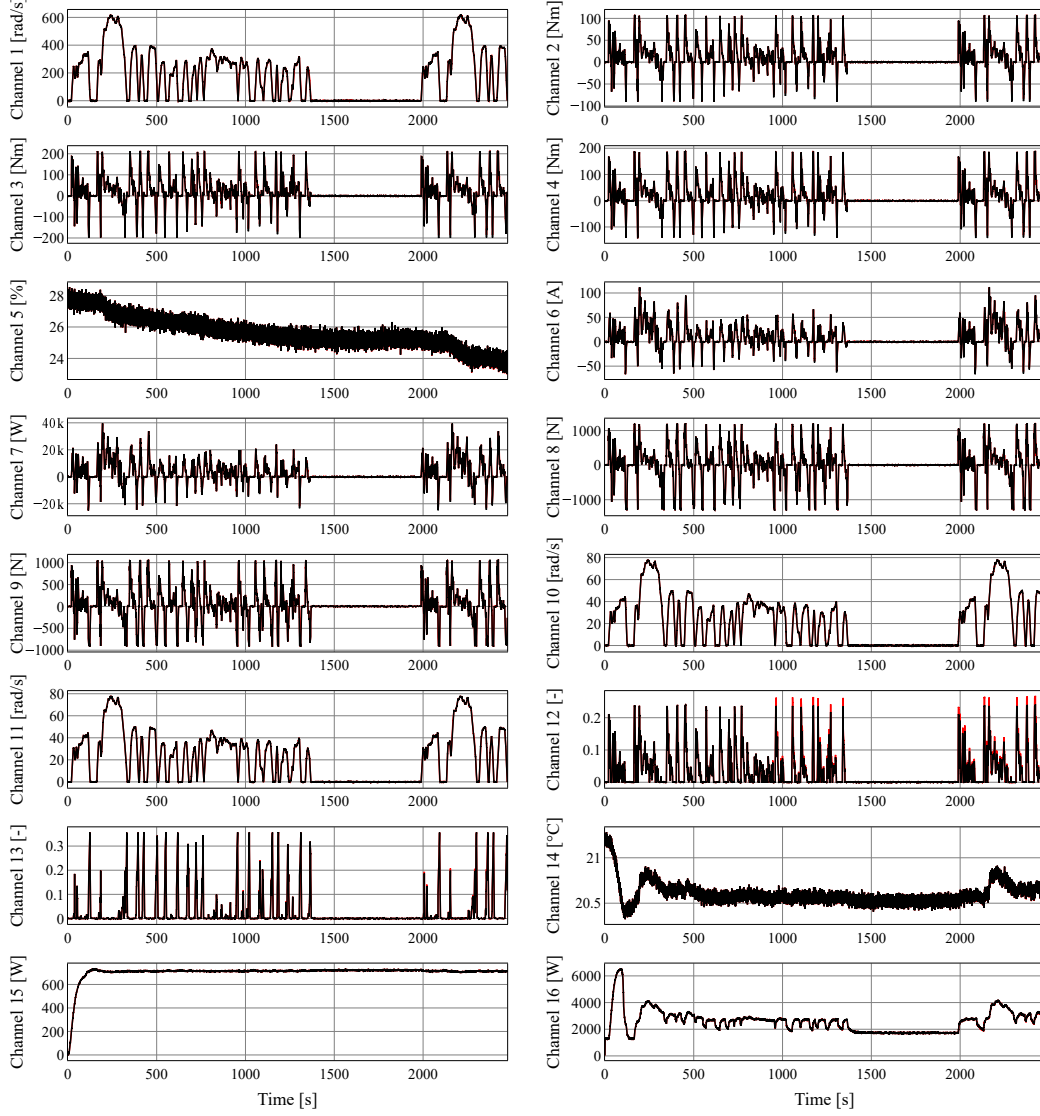 Channel 1 [rad/s]
600
400
200
0
0 500 1000 1500 2000
Channel 2 [Nm]
100
50
0
−50
−100
0 500 1000 1500 2000
Channel 3 [Nm]
200
100
0
−100
−200
0 500 1000 1500 2000
Channel 4 [Nm]
200
100
0
−100
0 500 1000 1500 2000
Channel 5 [%]
28
26
24
0 500 1000 1500 2000
Channel 6 [A]
100
50
0
−50
0 500 1000 1500 2000
Channel 7 [W]
40k
20k
0
−20k
0 500 1000 1500 2000
Channel 8 [N]
1000
0
−1000
0 500 1000 1500 2000
Channel 9 [N]
1000
500
0
−500
−1000
0 500 1000 1500 2000
Channel 10 [rad/s]
80
60
40
20
0
0 500 1000 1500 2000
Channel 11 [rad/s]
80
60
40
20
0
0 500 1000 1500 2000
Channel 12 [-]
0.2
0.1
0
0 500 1000 1500 2000
Channel 13 [-]
0.3
0.2
0.1
0
0 500 1000 1500 2000
Channel 14 [°C]
21
20.5
0 500 1000 1500 2000
Channel 15 [W]
600
400
200
0
0 500 1000 1500 2000
Time [s]
Channel 16 [W]
6000
4000
2000
0
0 500 1000 1500 2000
Time [s]